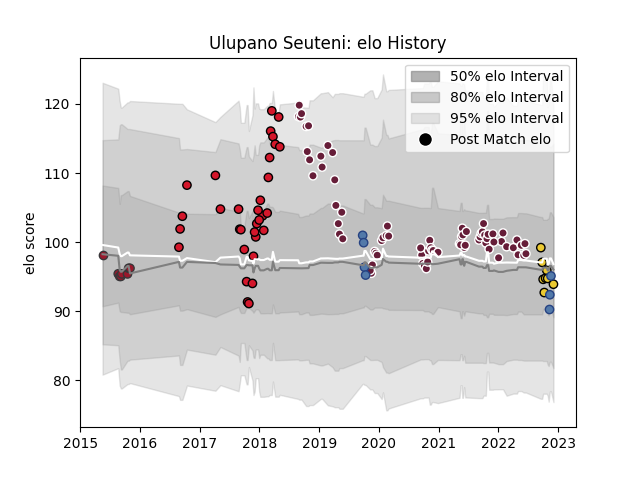 Ulupano Seuteni: elo History
50% elo Interval
80% elo Interval
95% elo Interval
Post Match elo
elo score
120
110
100
90
80
2015 2016 2017 2018 2019 2020 2021 2022 2023